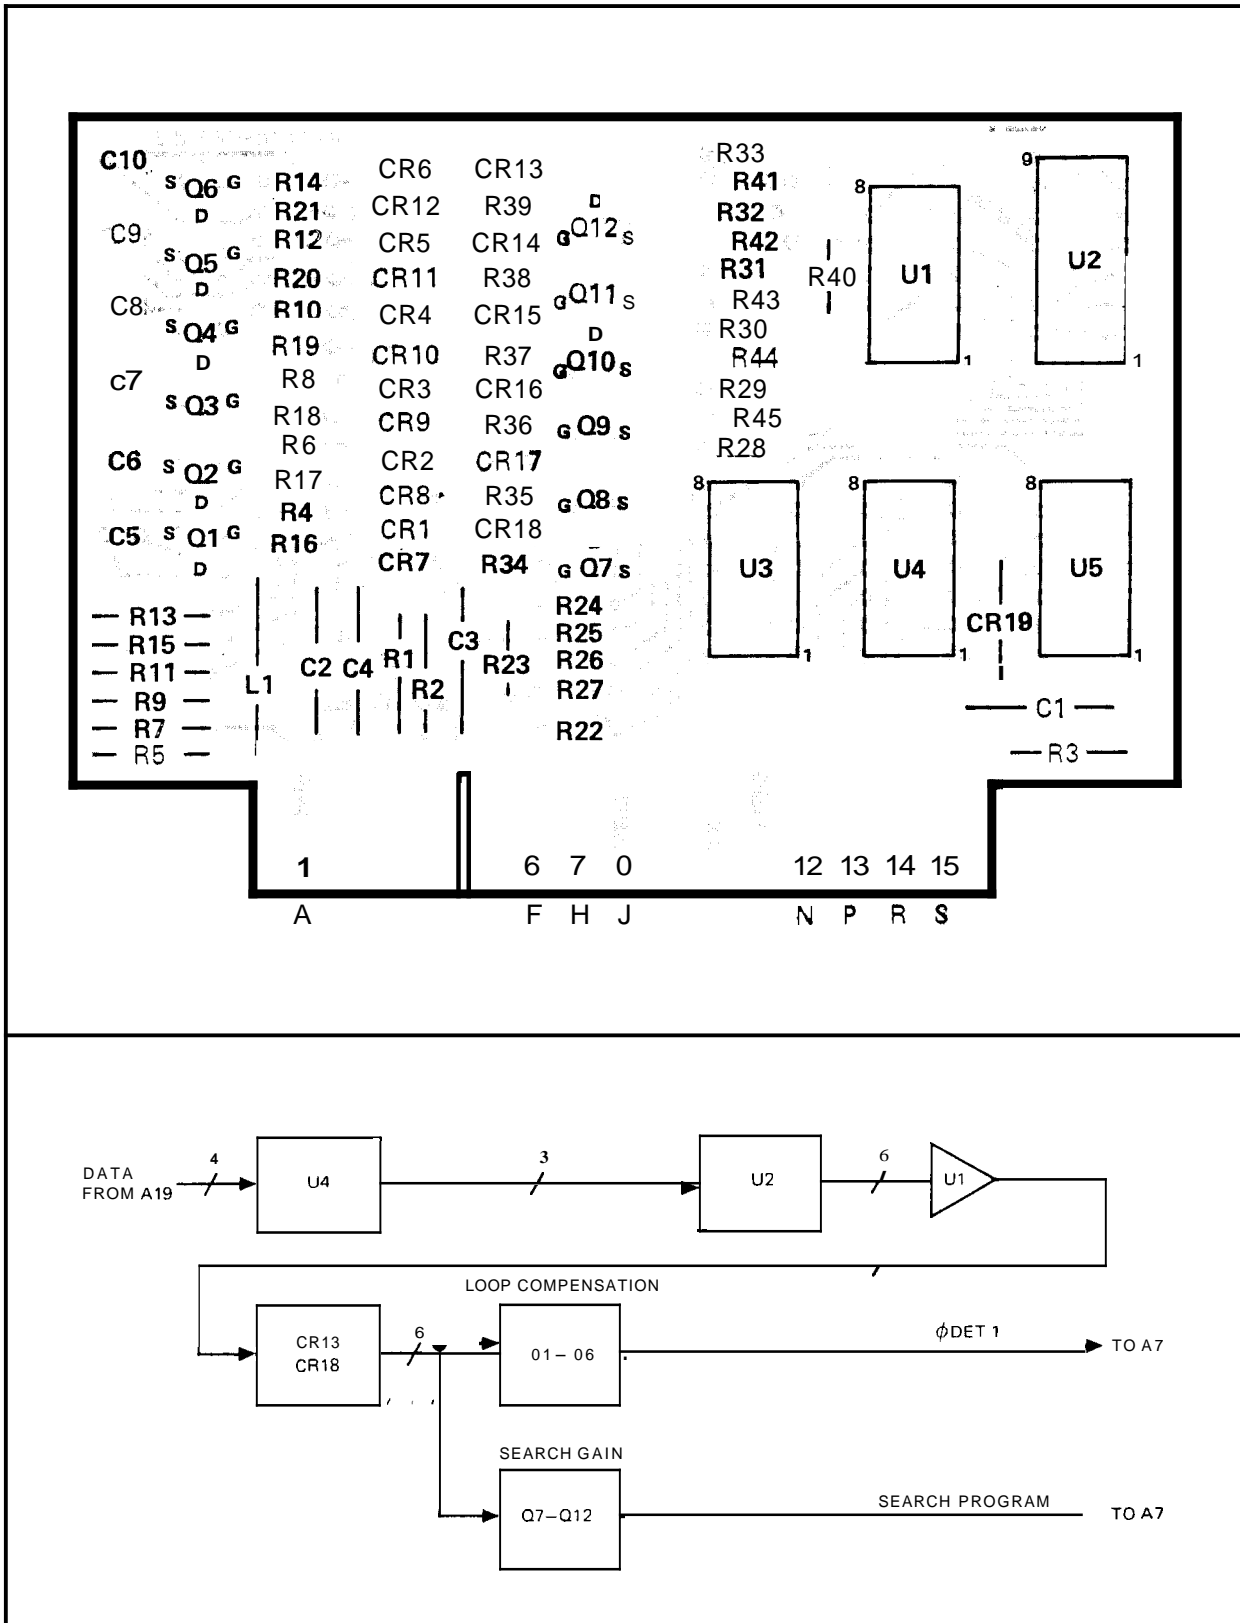 C10 S Q6 G R14 CR6 CR13 R33
D R21 CR12 R39 D R41
C9 R12 CR5 CR14 G Q12 S R32
S Q5 G R20 CR11 R38 R42
D R31
C8 R10 CR4 CR15 G Q11 S R43
S Q4 G R19 CR10 R37 D R30
D R44
C7 R8 CR3 CR16 G Q10 S R29
S Q3 G R18 CR9 R36 G Q9 S R45
R6 R28
C6 S Q2 G R17 CR2 CR17
D R4 CR8 R35 G Q8 S
C5 S Q1 G R16 CR1 CR18
D CR7 R34 G Q7 S
R40
8 U1 1
9 U2 1
8 U3 1
8 U4 1
8 U5 1
CR19
R13
R15
R11
R9
R7
R5
L1 C2 C4 R1 R2 C3 R23
R24
R25
R26
R27
R22
C1
R3
1 6 7 0 12 13 14 15
A F H J N P R S
DATA
FROM A19
4 U4 3 U2 6 U1
LOOP COMPENSATION
CR13
CR18
6 01–06 ϕDET 1 TO A7
SEARCH GAIN
Q7–Q12 SEARCH PROGRAM TO A7